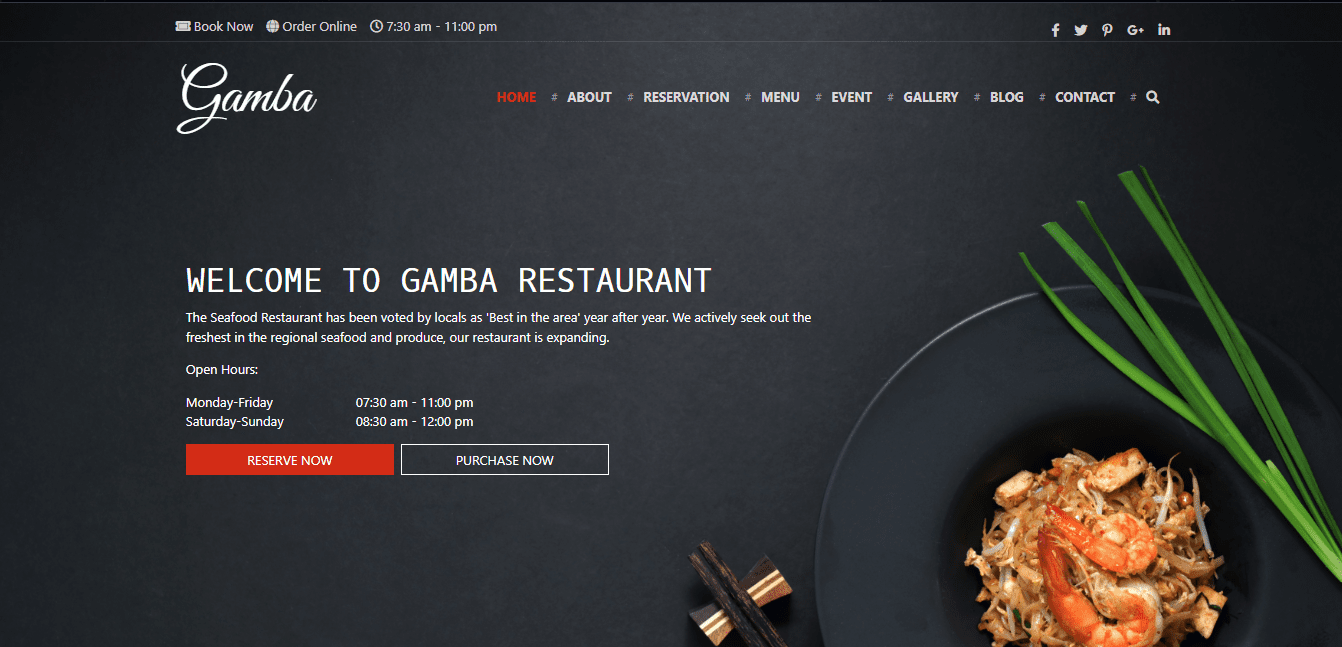 Book Now Order Online 7:30 am - 11:00 pm
Gamba
HOME # ABOUT # RESERVATION # MENU # EVENT # GALLERY # BLOG # CONTACT #
WELCOME TO GAMBA RESTAURANT
The Seafood Restaurant has been voted by locals as 'Best in the area' year after year. We actively seek out the
freshest in the regional seafood and produce, our restaurant is expanding.
Open Hours:
Monday-Friday 07:30 am - 11:00 pm
Saturday-Sunday 08:30 am - 12:00 pm
RESERVE NOW PURCHASE NOW